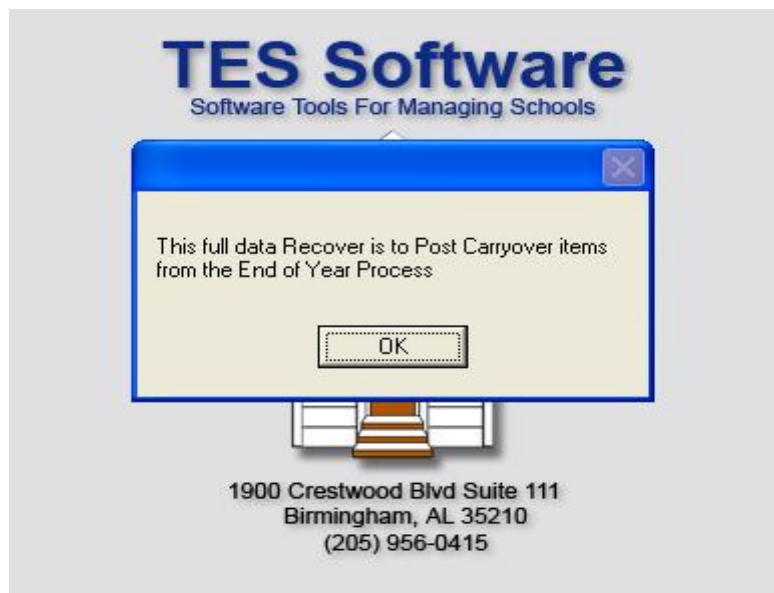 TES Software
Software Tools For Managing Schools
This full data Recover is to Post Carryover items
from the End of Year Process
OK
1900 Crestwood Blvd Suite 111
Birmingham, AL 35210
(205) 956-0415